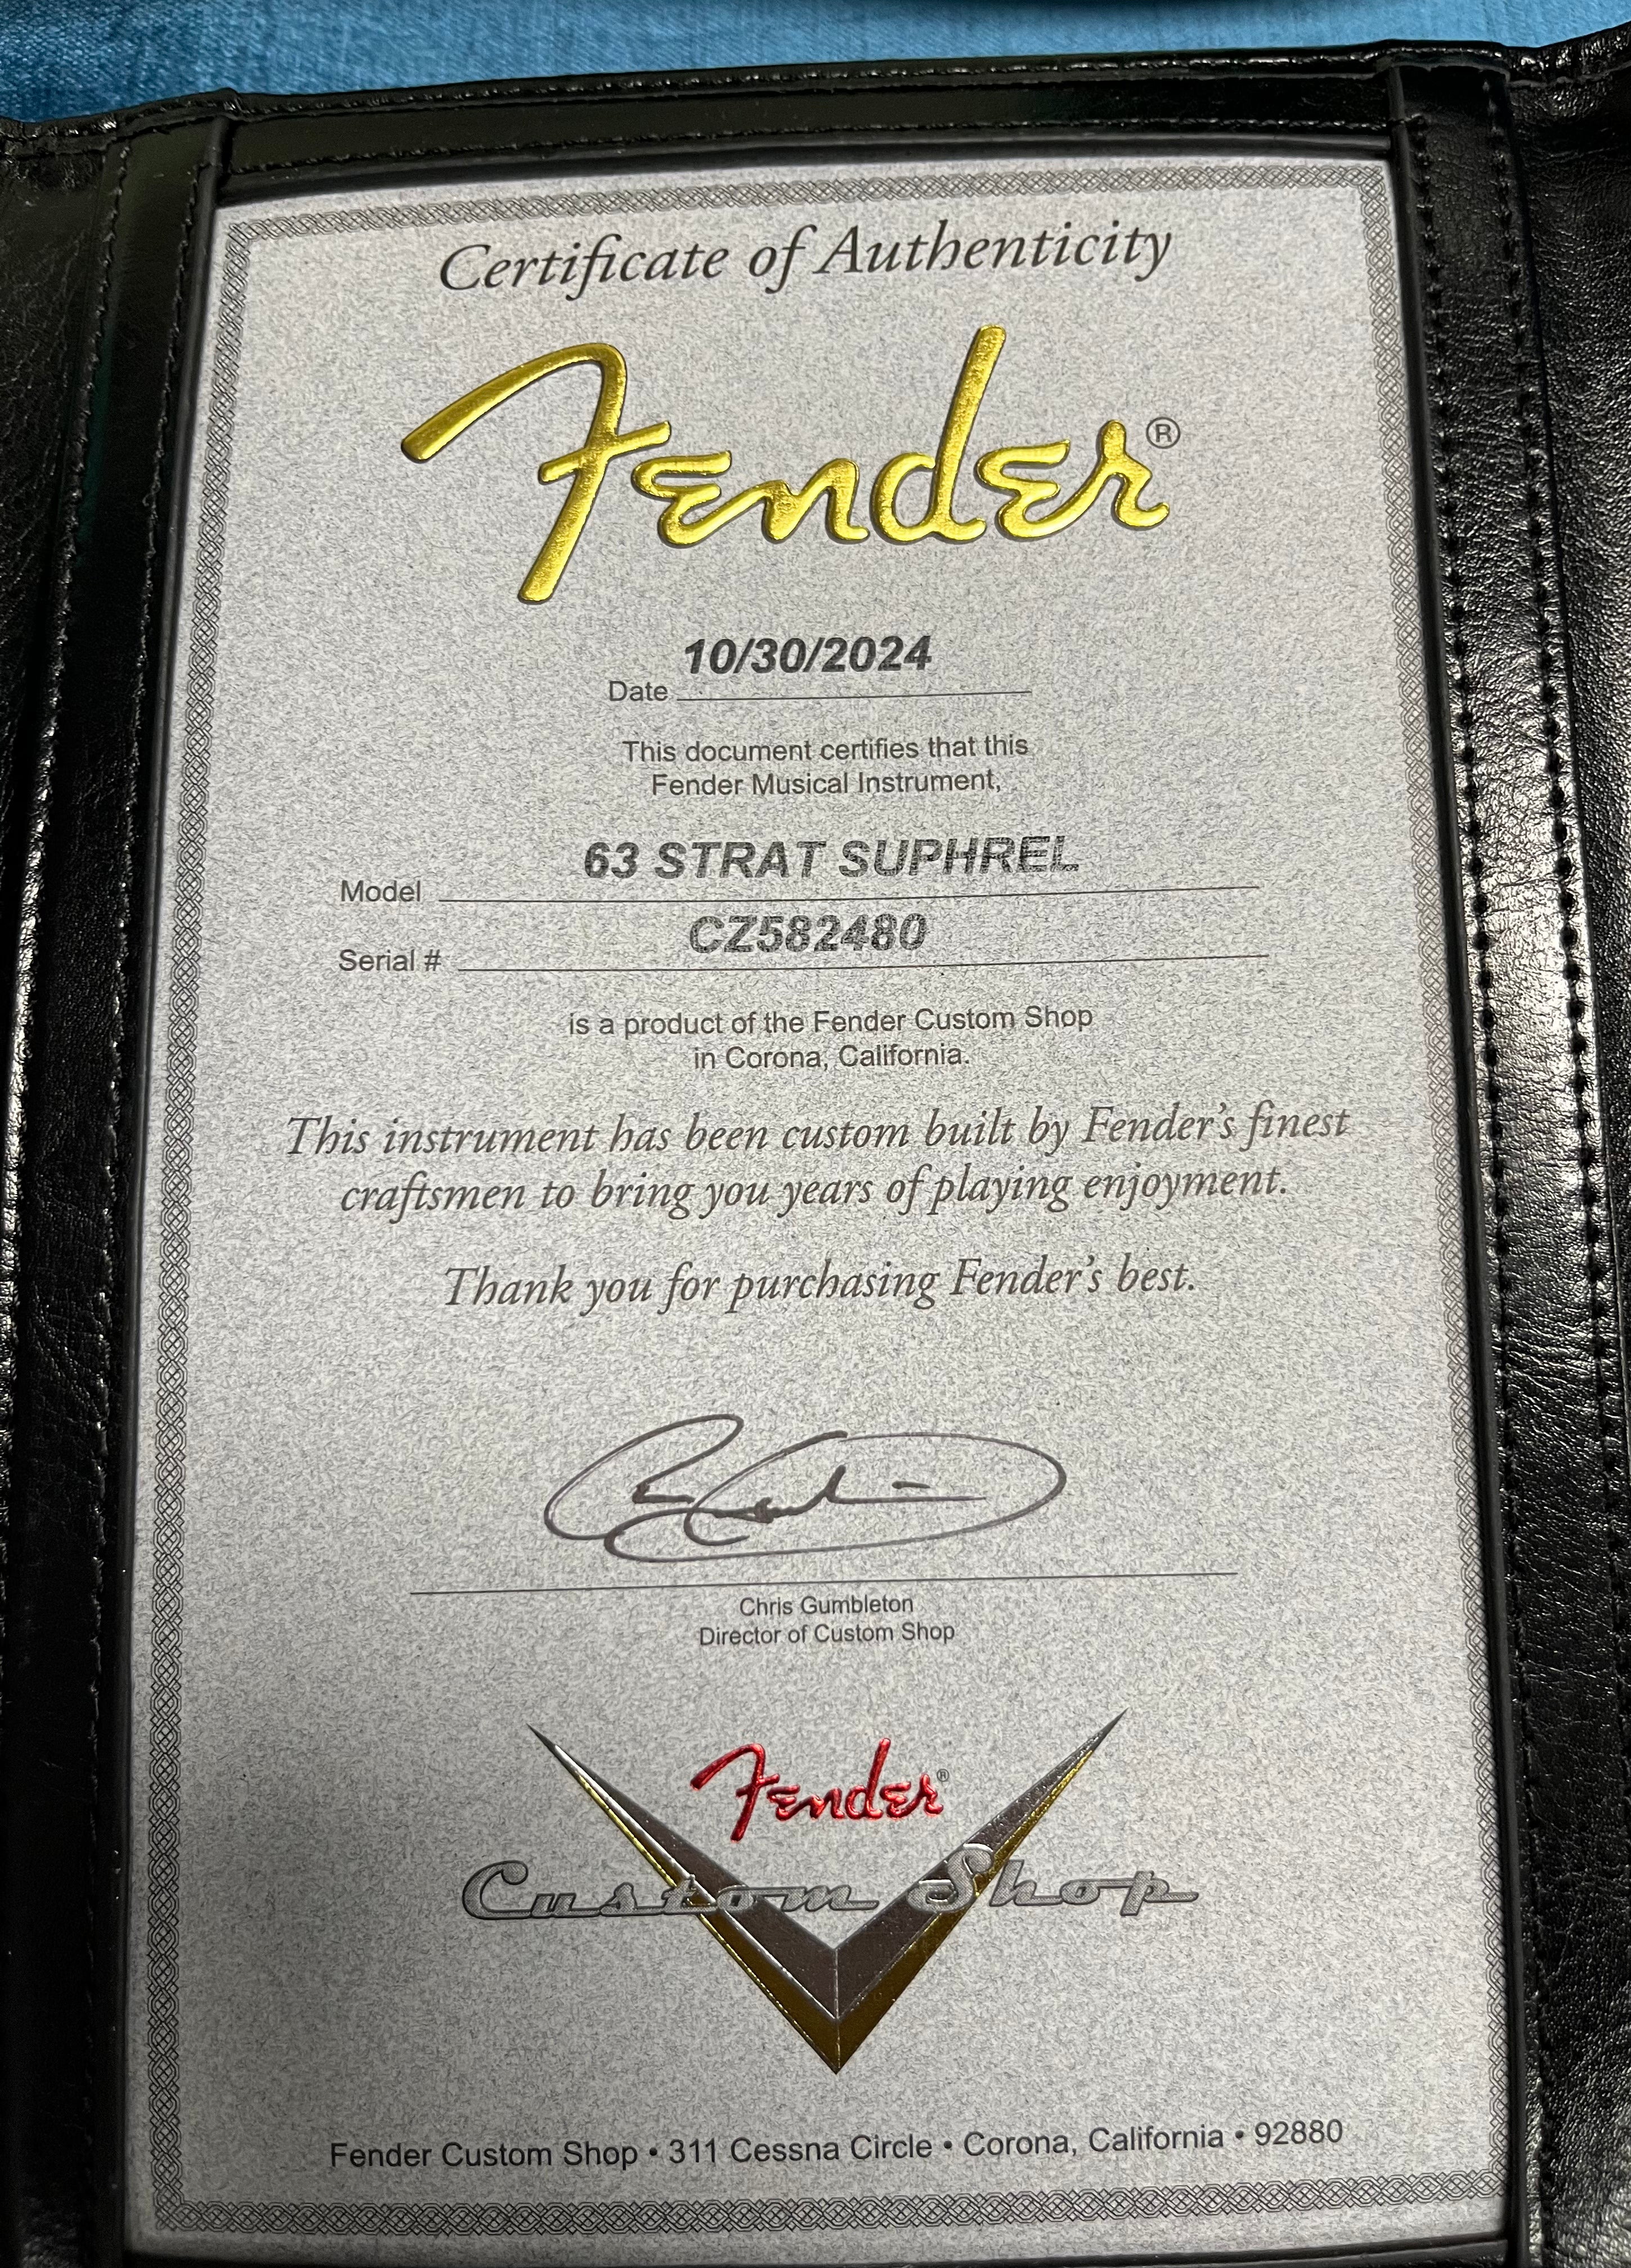 Certificate of Authenticity
Fender®
10/30/2024
Date
This document certifies that this
Fender Musical Instrument,
63 STRAT SUPHREL
Model
CZ582480
Serial #
is a product of the Fender Custom Shop
in Corona, California.
This instrument has been custom built by Fender's finest
craftsmen to bring you years of playing enjoyment.
Thank you for purchasing Fender's best.
Chris Gumbleton
Director of Custom Shop
Fender®
Custom Shop
Fender Custom Shop • 311 Cessna Circle • Corona, California • 92880